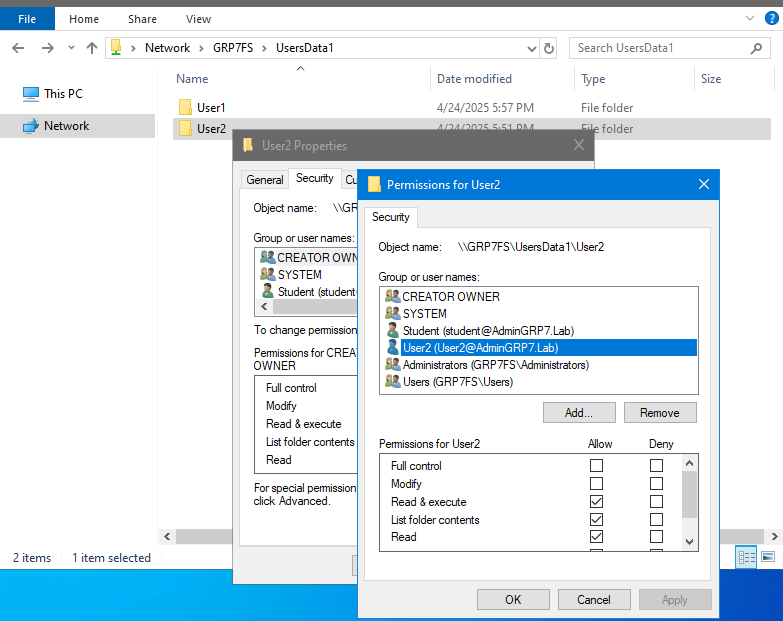 File Home Share View
Network GRP7FS UsersData1 Search UsersData1
Name Date modified Type Size
This PC
Network
User1 4/24/2025 5:57 PM File folder
User2 4/24/2025 5:51 PM File folder
User2 Properties
General Security Cu
Object name: \\GR
Group or user names:
CREATOR OWN
SYSTEM
Student (student
To change permission
Permissions for CREA
OWNER
Full control
Modify
Read & execute
List folder contents
Read
For special permission
click Advanced.
Permissions for User2
Security
Object name: \\GRP7FS\UsersData1\User2
Group or user names:
CREATOR OWNER
SYSTEM
Student (student@AdminGRP7.Lab)
User2 (User2@AdminGRP7.Lab)
Administrators (GRP7FS\Administrators)
Users (GRP7FS\Users)
Add... Remove
Permissions for User2 Allow Deny
Full control
Modify
Read & execute
List folder contents
Read
OK Cancel Apply
2 items 1 item selected